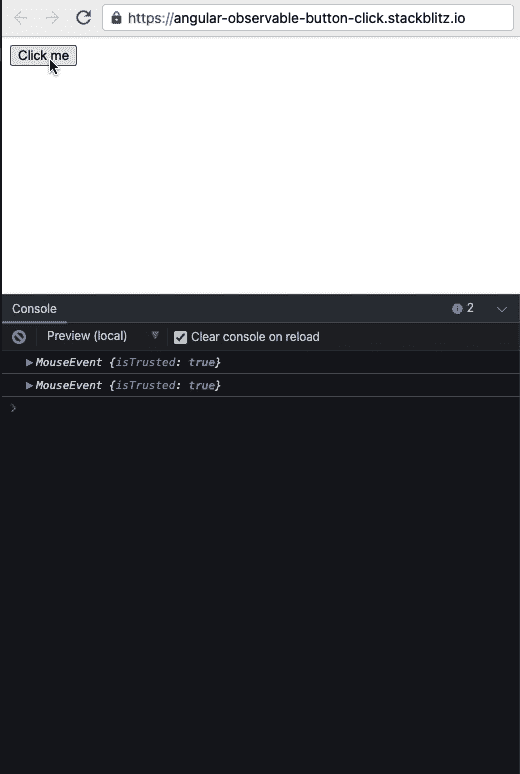 https://angular-observable-button-click.stackblitz.io
Click me
Console 2
Preview (local) Clear console on reload
MouseEvent {isTrusted: true}
MouseEvent {isTrusted: true}